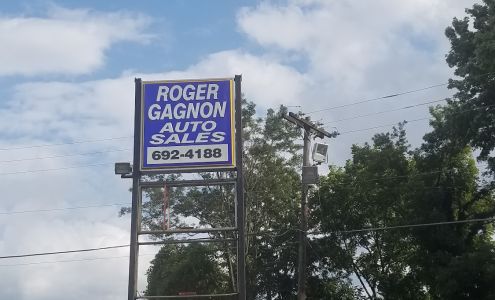 ROGER
GAGNON
AUTO
SALES
692-4188